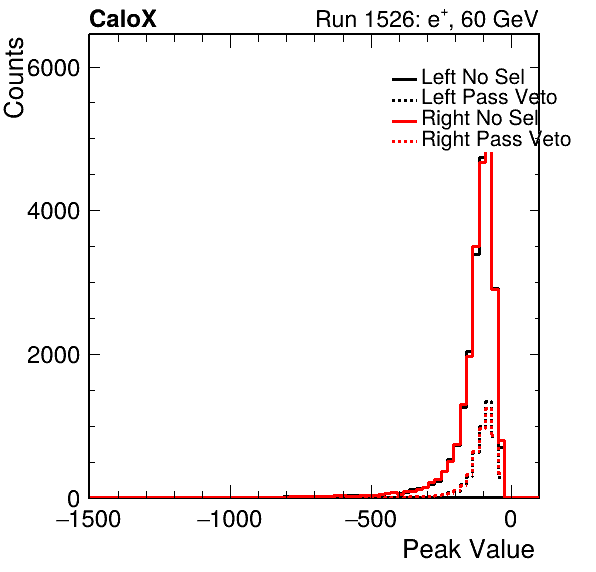 CaloX Run 1526: e⁺, 60 GeV
Counts
6000
4000
2000
0
Left No Sel
Left Pass Veto
Right No Sel
Right Pass Veto
−1500 −1000 −500 0
Peak Value